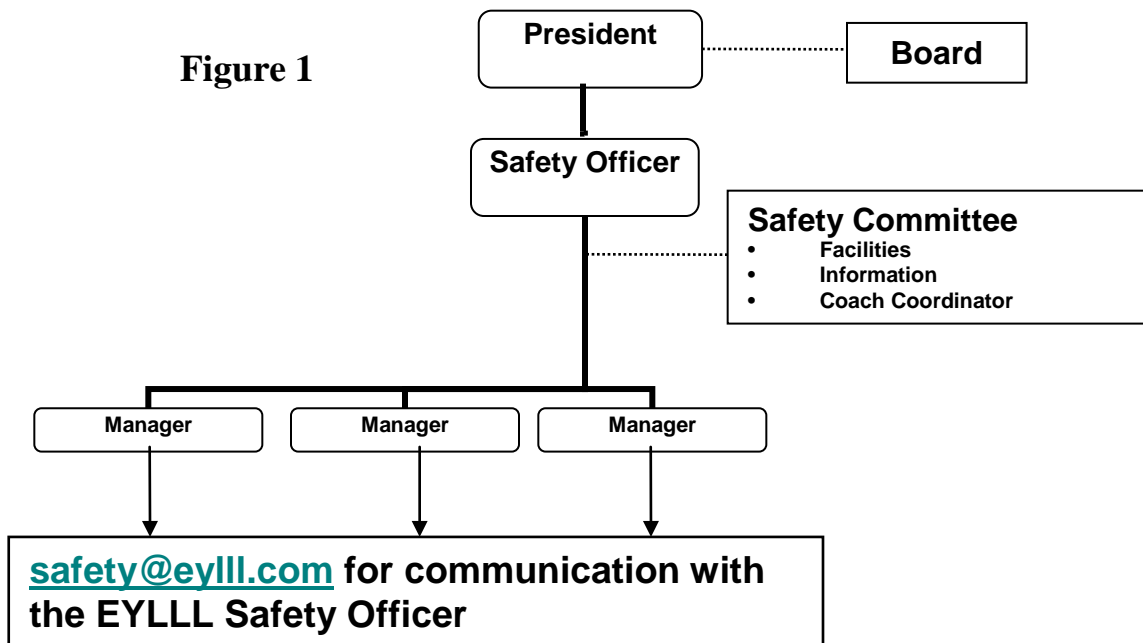 Figure 1
President
Board
Safety Officer
Safety Committee
• Facilities
• Information
• Coach Coordinator
Manager
Manager
Manager
safety@eylll.com for communication with
the EYLLL Safety Officer